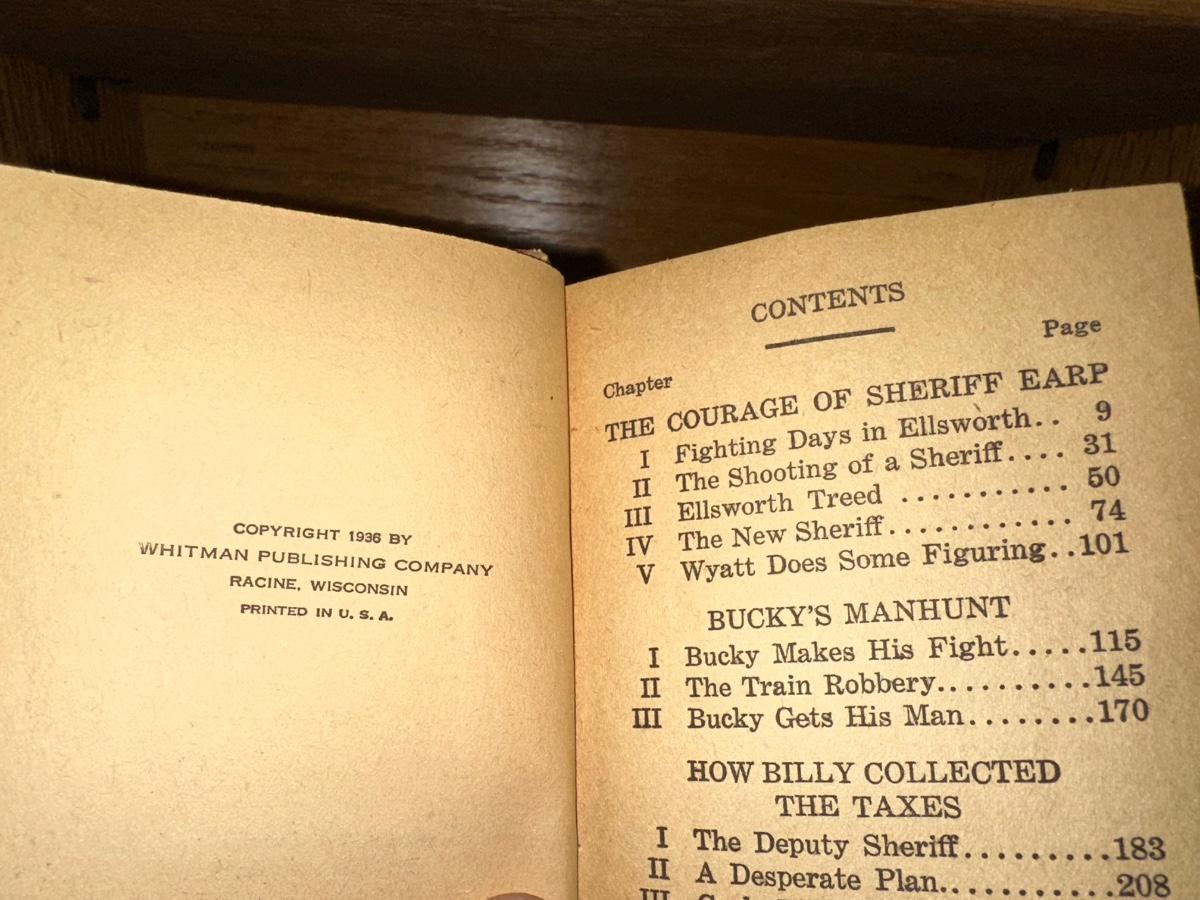 COPYRIGHT 1936 BY
WHITMAN PUBLISHING COMPANY
RACINE, WISCONSIN
PRINTED IN U. S. A.
CONTENTS
Page
Chapter
THE COURAGE OF SHERIFF EARP
I Fighting Days in Ellsworth.. 9
II The Shooting of a Sheriff.... 31
III Ellsworth Treed ........... 50
IV The New Sheriff............ 74
V Wyatt Does Some Figuring..101
BUCKY'S MANHUNT
I Bucky Makes His Fight.....115
II The Train Robbery..........145
III Bucky Gets His Man........170
HOW BILLY COLLECTED
THE TAXES
I The Deputy Sheriff.........183
II A Desperate Plan...........208
III